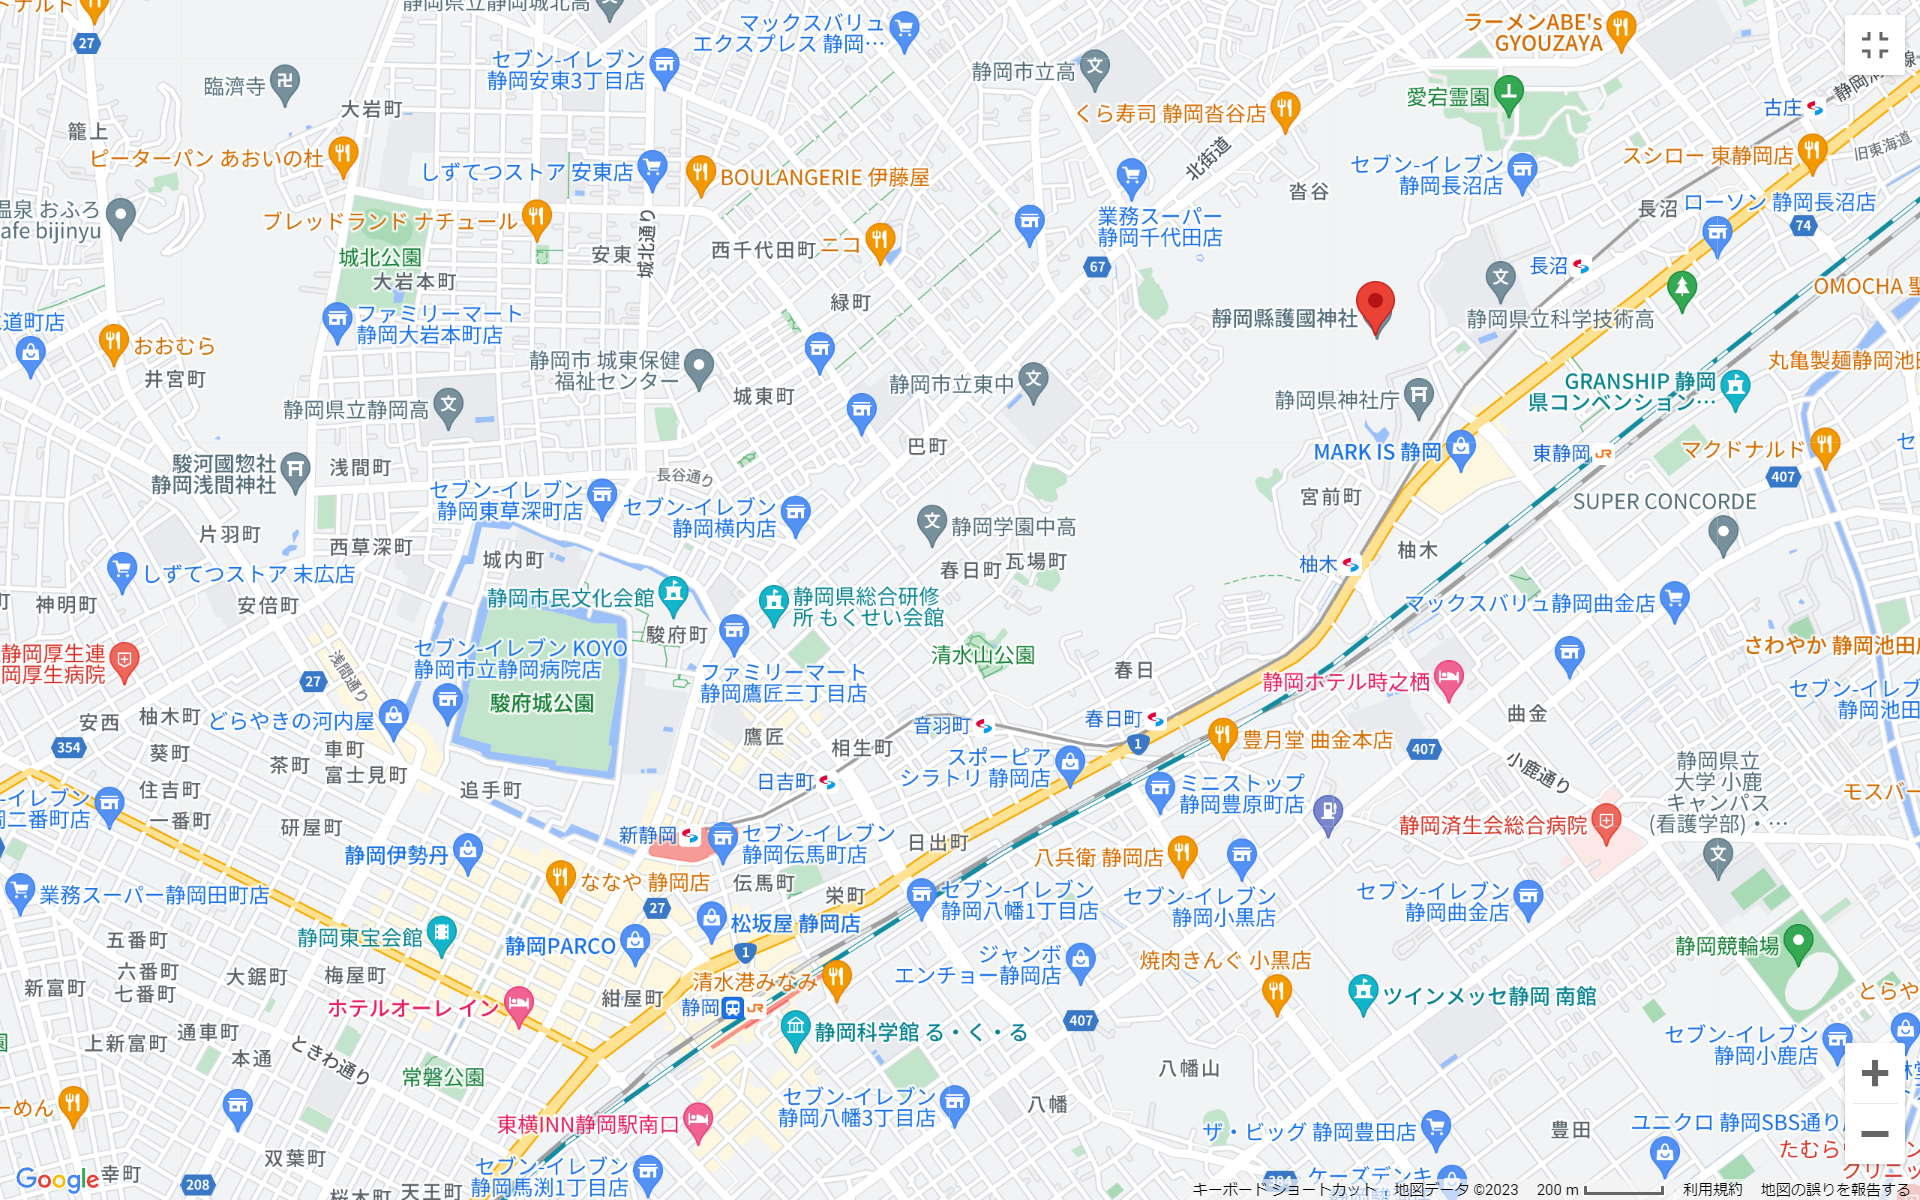 静岡県立静岡城北高
マックスバリュ
エクスプレス 静岡…
ラーメンABE's
GYOUZAYA
27
セブン-イレブン
静岡安東3丁目店
静岡市立高
臨濟寺
大岩町
くら寿司 静岡沓谷店
愛宕霊園
古庄
籠上
ピーターパン あおいの杜
しずてつストア 安東店
BOULANGERIE 伊藤屋
北街道
セブン-イレブン
静岡長沼店
スシロー 東静岡店
旧東海道
沓谷
長沼
ローソン 静岡長沼店
温泉 おふろ
afe bijinyu
ブレッドランド ナチュール
城北通り
業務スーパー
静岡千代田店
74
安東
西千代田町
ニコ
城北公園
大岩本町
67
長沼
OMOCHA 聖
緑町
ファミリーマート
静岡大岩本町店
静岡縣護國神社
静岡県立科学技術高
道町店
おおむら
井宮町
静岡市 城東保健
福祉センター
静岡市立東中
丸亀製麺静岡池田
GRANSHIP 静岡
県コンベンション…
城東町
静岡県立静岡高
静岡県神社庁
巴町
MARK IS 静岡
東静岡
マクドナルド
407
駿河國惣社
静岡浅間神社
浅間町
長谷通り
セブン-イレブン
静岡東草深町店
セブン-イレブン
静岡横内店
宮前町
SUPER CONCORDE
片羽町
静岡学園中高
西草深町
城内町
春日町
瓦場町
柚木
柚木
しずてつストア 末広店
神明町
安倍町
静岡市民文化会館
静岡県総合研修
所 もくせい会館
マックスバリュ静岡曲金店
駿府町
静岡厚生連
岡厚生病院
セブン-イレブン KOYO
静岡市立静岡病院店
清水山公園
さわやか 静岡池田店
浅間通り
27
ファミリーマート
静岡鷹匠三丁目店
春日
静岡ホテル時之栖
駿府城公園
安西
柚木町
どらやきの河内屋
音羽町
春日町
曲金
354
葵町
車町
鷹匠
相生町
1
豊月堂 曲金本店
407
茶町
富士見町
スポーピア
シラトリ 静岡店
小鹿通り
静岡県立
大学 小鹿
キャンパス
(看護学部)・…
住吉町
追手町
日吉町
ミニストップ
静岡豊原町店
モスバー
-イレブン
岡二番町店
一番町
研屋町
新静岡
セブン-イレブン
静岡伝馬町店
日出町
静岡済生会総合病院
静岡伊勢丹
八兵衛 静岡店
業務スーパー静岡田町店
ななや 静岡店
伝馬町
栄町
セブン-イレブン
静岡八幡1丁目店
セブン-イレブン
静岡小黒店
セブン-イレブン
静岡曲金店
27
松坂屋 静岡店
静岡東宝会館
静岡PARCO
1
ジャンボ
エンチョー静岡店
焼肉きんぐ 小黒店
静岡競輪場
五番町
六番町
七番町
大鋸町
梅屋町
新富町
清水港みなみ
紺屋町
ホテルオーレ イン
静岡
ツインメッセ静岡 南館
とらや
407
通車町
静岡科学館 る・く・る
上新富町
本通
ときわ通り
セブン-イレブン
静岡小鹿店
八幡山
常磐公園
ーめん
セブン-イレブン
静岡八幡3丁目店
八幡
東横INN静岡駅南口
ザ・ビッグ 静岡豊田店
豊田
ユニクロ 静岡SBS通り店
たむら
クリニッ
双葉町
幸町
セブン-イレブン
静岡馬渕1丁目店
208
384
ケーズデンキ
桜木町
天王町
Google
キーボード ショートカット
地図データ ©2023
200 m
利用規約
地図の誤りを報告する